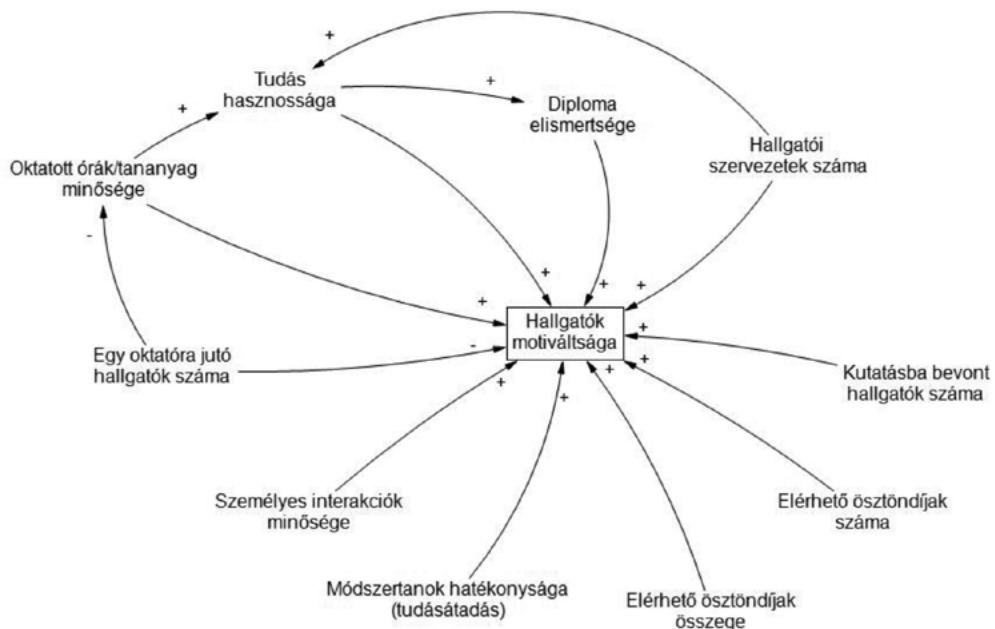 +
Tudás
hasznossága
+
+
Diploma
elismertsége
Hallgatói
szervezetek száma
Oktatott órák/tananyag
minősége
-
+
+
+
+
Hallgatók
motiváltsága
+
-
+
Egy oktatóra jutó
hallgatók száma
+
+
+
Kutatásba bevont
hallgatók száma
Személyes interakciók
minősége
Elérhető ösztöndíjak
száma
Módszertanok hatékonysága
(tudásátadás)
Elérhető ösztöndíjak
összege